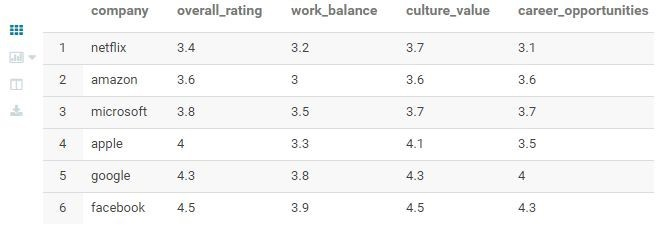 company overall_rating work_balance culture_value career_opportunities
1 netflix 3.4 3.2 3.7 3.1
2 amazon 3.6 3 3.6 3.6
3 microsoft 3.8 3.5 3.7 3.7
4 apple 4 3.3 4.1 3.5
5 google 4.3 3.8 4.3 4
6 facebook 4.5 3.9 4.5 4.3